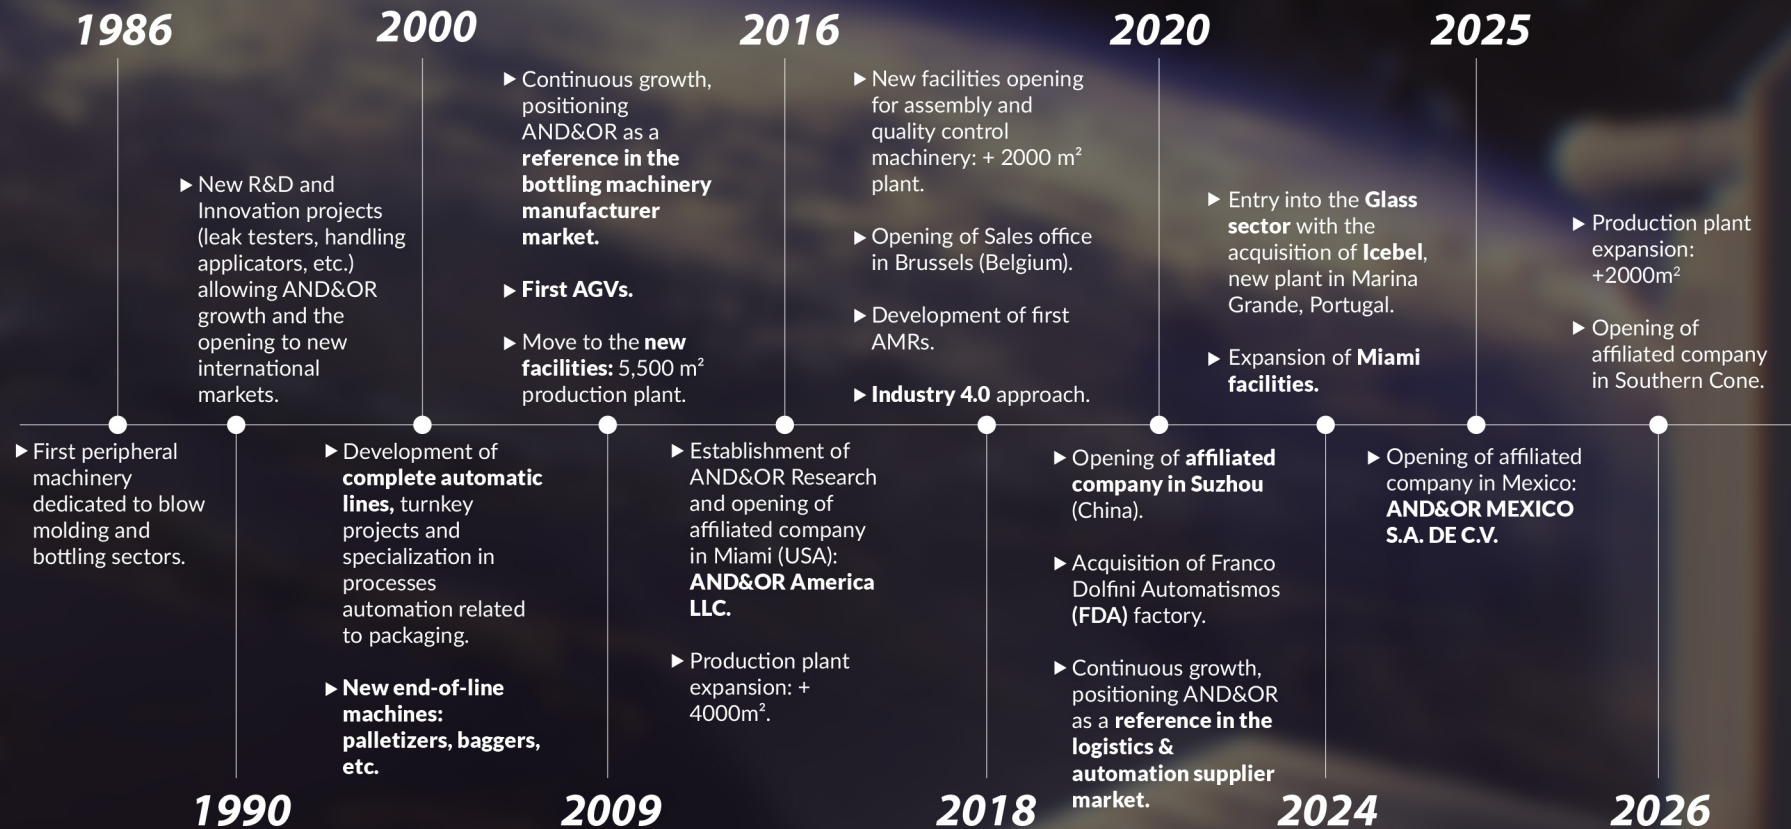 1986
▶ First peripheral
machinery
dedicated to blow
molding and
bottling sectors.
1990
▶ New R&D and
Innovation projects
(leak testers, handling
applicators, etc.)
allowing AND&OR
growth and the
opening to new
international
markets.
2000
▶ Development of
complete automatic
lines, turnkey
projects and
specialization in
processes
automation related
to packaging.
▶ New end-of-line
machines:
palletizers, baggers,
etc.
2009
▶ Continuous growth,
positioning
AND&OR as a
reference in the
bottling machinery
manufacturer
market.
▶ First AGVs.
▶ Move to the new
facilities: 5,500 m²
production plant.
2016
▶ Establishment of
AND&OR Research
and opening of
affiliated company
in Miami (USA):
AND&OR America
LLC.
▶ Production plant
expansion: +
4000m².
2018
▶ New facilities opening
for assembly and
quality control
machinery: + 2000 m²
plant.
▶ Opening of Sales office
in Brussels (Belgium).
▶ Development of first
AMRs.
▶ Industry 4.0 approach.
2020
▶ Opening of affiliated
company in Suzhou
(China).
▶ Acquisition of Franco
Dolfini Automatismos
(FDA) factory.
▶ Continuous growth,
positioning AND&OR
as a reference in the
logistics &
automation supplier
market.
2024
▶ Entry into the Glass
sector with the
acquisition of Icebel,
new plant in Marina
Grande, Portugal.
▶ Expansion of Miami
facilities.
2025
▶ Opening of affiliated
company in Mexico:
AND&OR MEXICO
S.A. DE C.V.
2026
▶ Production plant
expansion:
+2000m²
▶ Opening of
affiliated company
in Southern Cone.